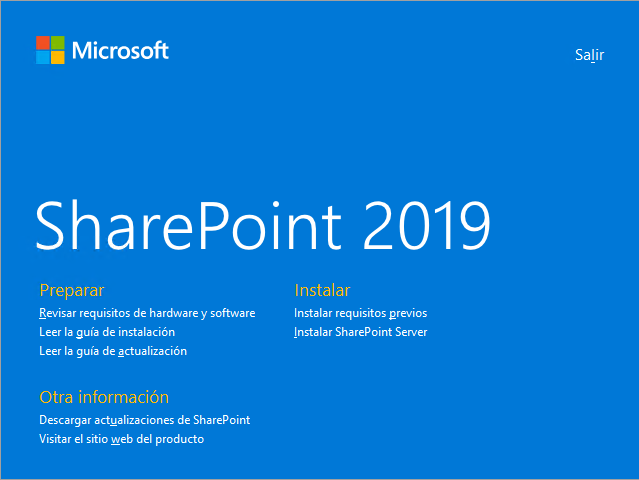 Microsoft
Salir
SharePoint 2019
Preparar
Revisar requisitos de hardware y software
Leer la guía de instalación
Leer la guía de actualización
Instalar
Instalar requisitos previos
Instalar SharePoint Server
Otra información
Descargar actualizaciones de SharePoint
Visitar el sitio web del producto